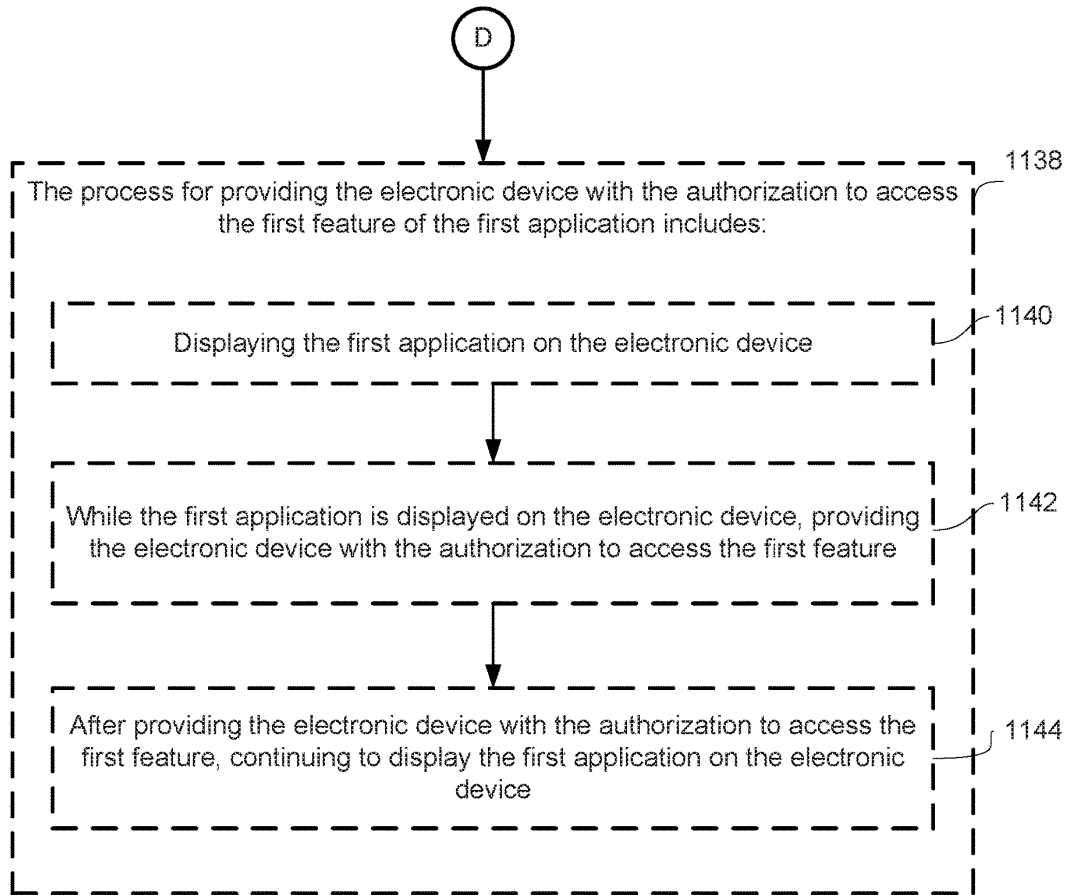 D
1138
The process for providing the electronic device with the authorization to access
the first feature of the first application includes:
1140
Displaying the first application on the electronic device
1142
While the first application is displayed on the electronic device, providing
the electronic device with the authorization to access the first feature
1144
After providing the electronic device with the authorization to access the
first feature, continuing to display the first application on the electronic
device